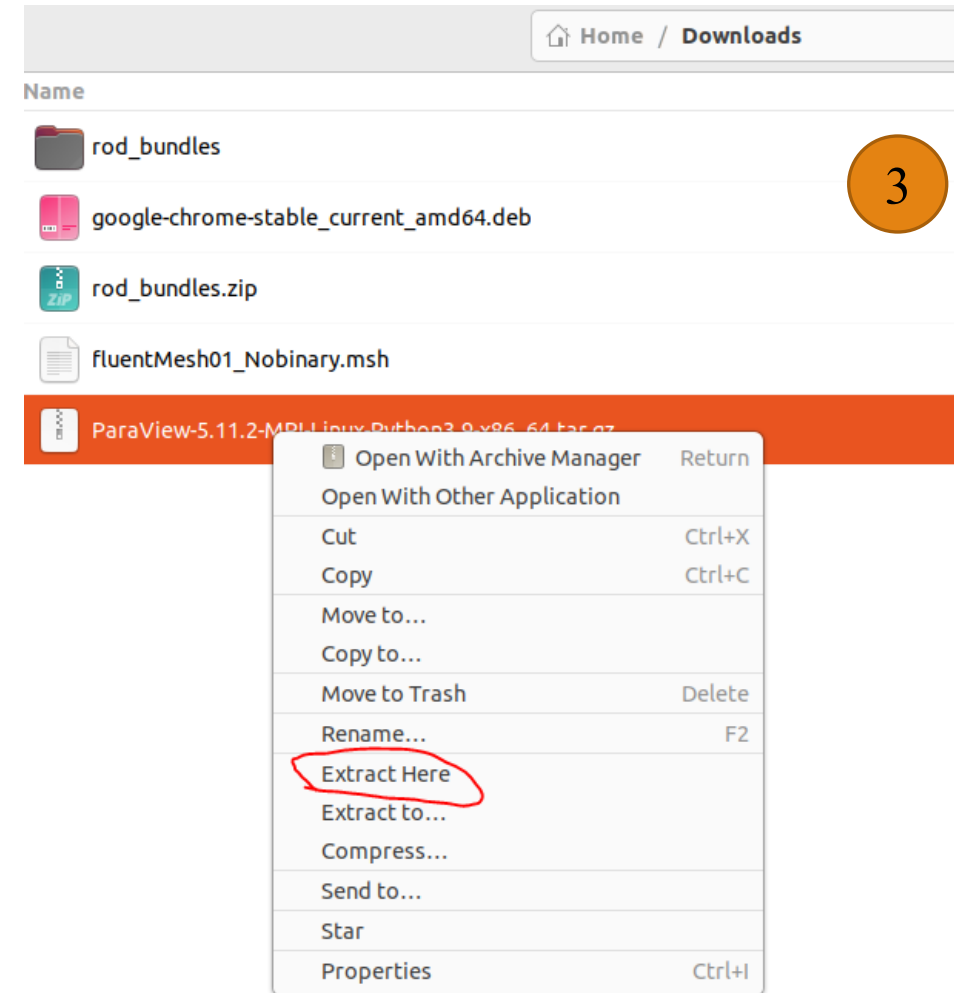 Home / Downloads
Name
rod_bundles
3
google-chrome-stable_current_amd64.deb
ZiP
rod_bundles.zip
fluentMesh01_Nobinary.msh
ParaView-5.11.2-MPI-Linux-Python3.9-x86_64.tar.gz
Open With Archive Manager Return
Open With Other Application
Cut Ctrl+X
Copy Ctrl+C
Move to…
Copy to…
Move to Trash Delete
Rename… F2
Extract Here
Extract to…
Compress…
Send to…
Star
Properties Ctrl+I